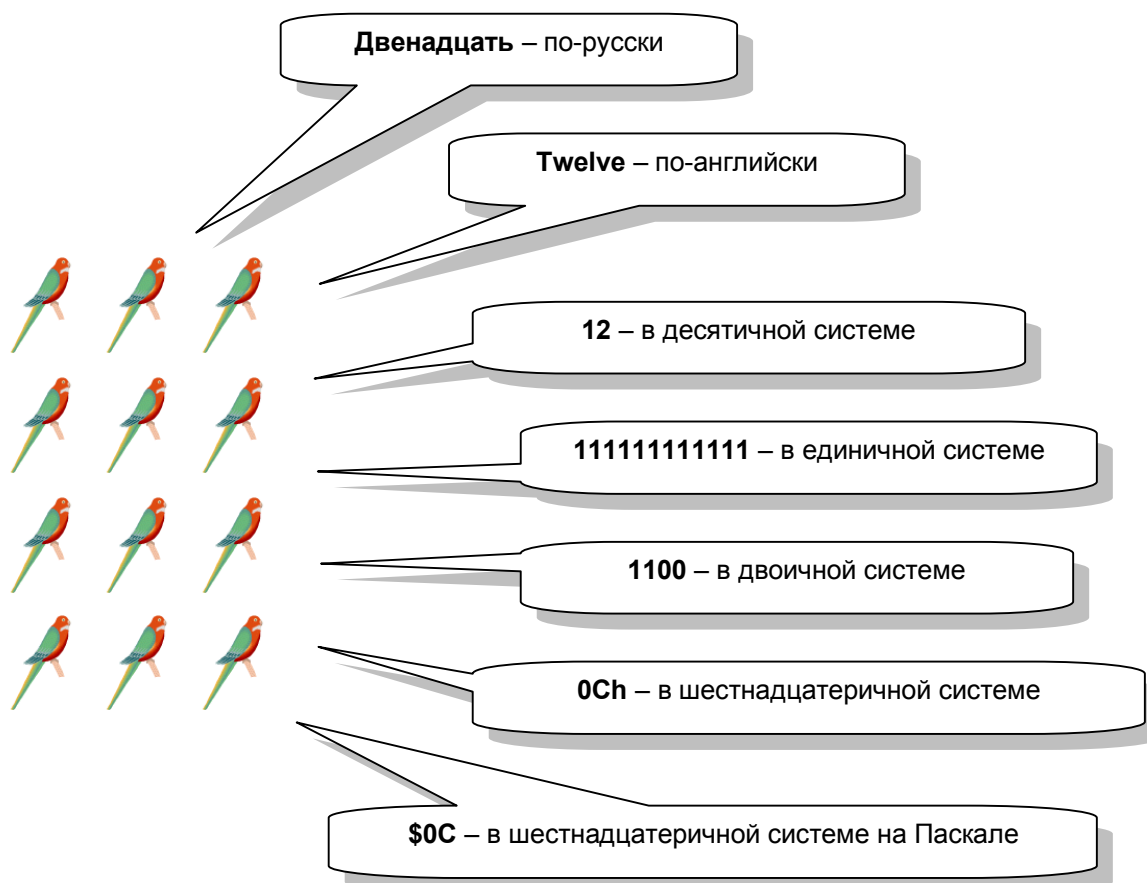 Двенадцать – по-русски
Twelve – по-английски
12 – в десятичной системе
111111111111 – в единичной системе
1100 – в двоичной системе
0Ch – в шестнадцатеричной системе
$0C – в шестнадцатеричной системе на Паскале